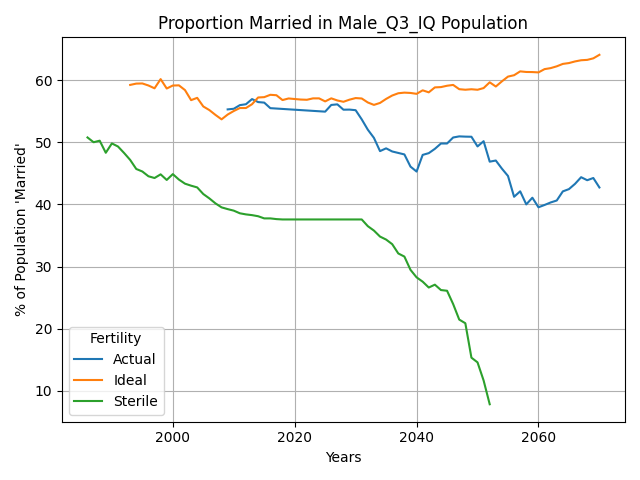 Proportion Married in Male_Q3_IQ Population
% of Population 'Married'
60
50
40
30
20
10
Fertility
Actual
Ideal
Sterile
2000 2020 2040 2060
Years